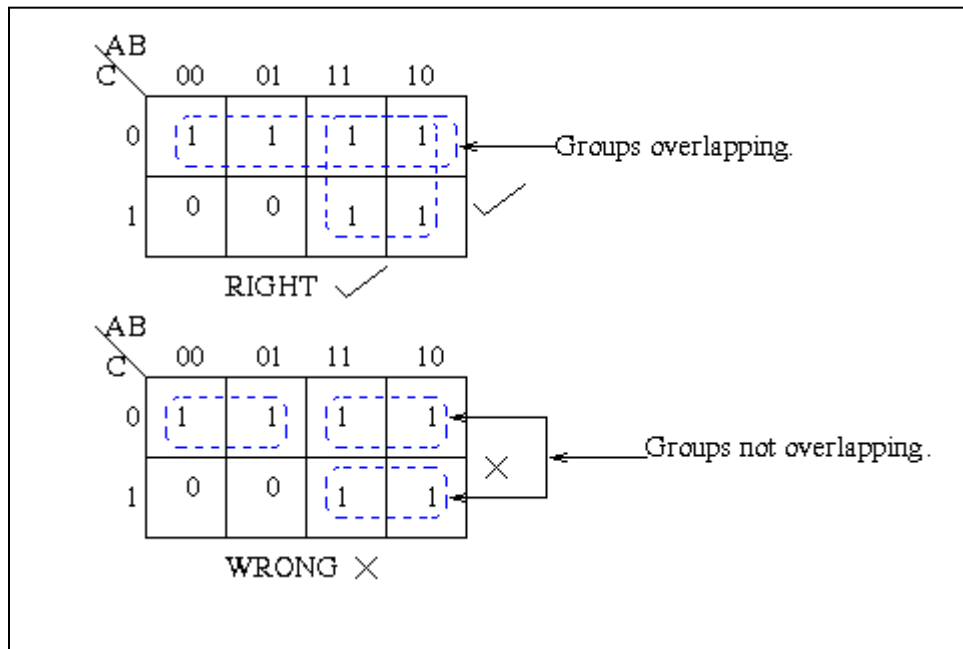 AB
C 00 01 11 10
0 1 1 1 1 Groups overlapping.
1 0 0 1 1
RIGHT
AB
C 00 01 11 10
0 1 1 1 1
Groups not overlapping.
1 0 0 1 1
WRONG